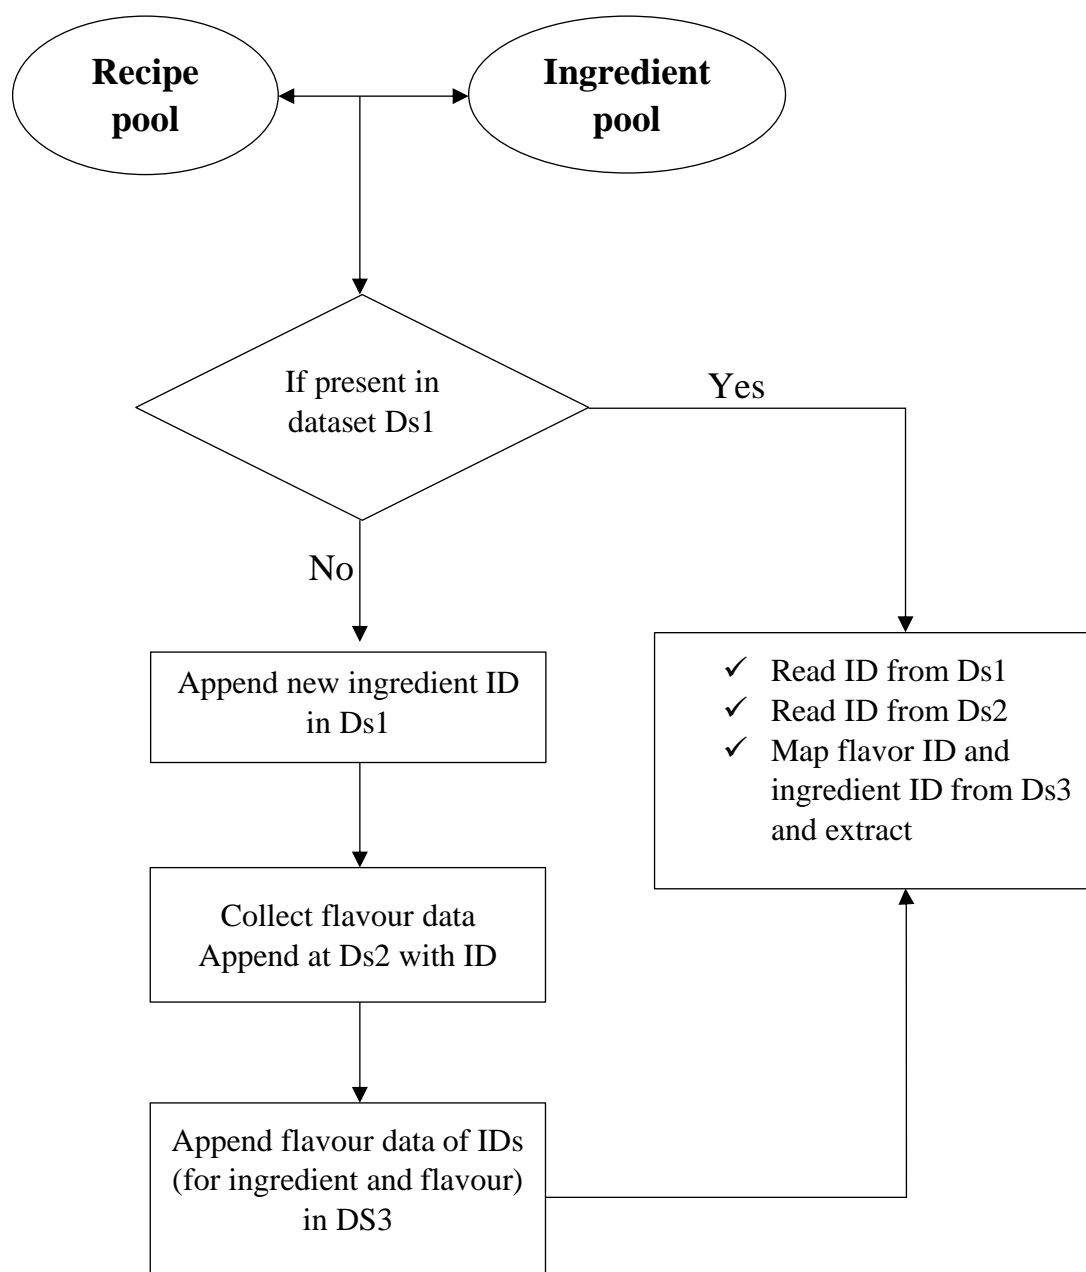 Recipe
pool
Ingredient
pool
If present in
dataset Ds1
Yes
No
Append new ingredient ID
in Ds1
✓ Read ID from Ds1
✓ Read ID from Ds2
✓ Map flavor ID and
ingredient ID from Ds3
and extract
Collect flavour data
Append at Ds2 with ID
Append flavour data of IDs
(for ingredient and flavour)
in DS3